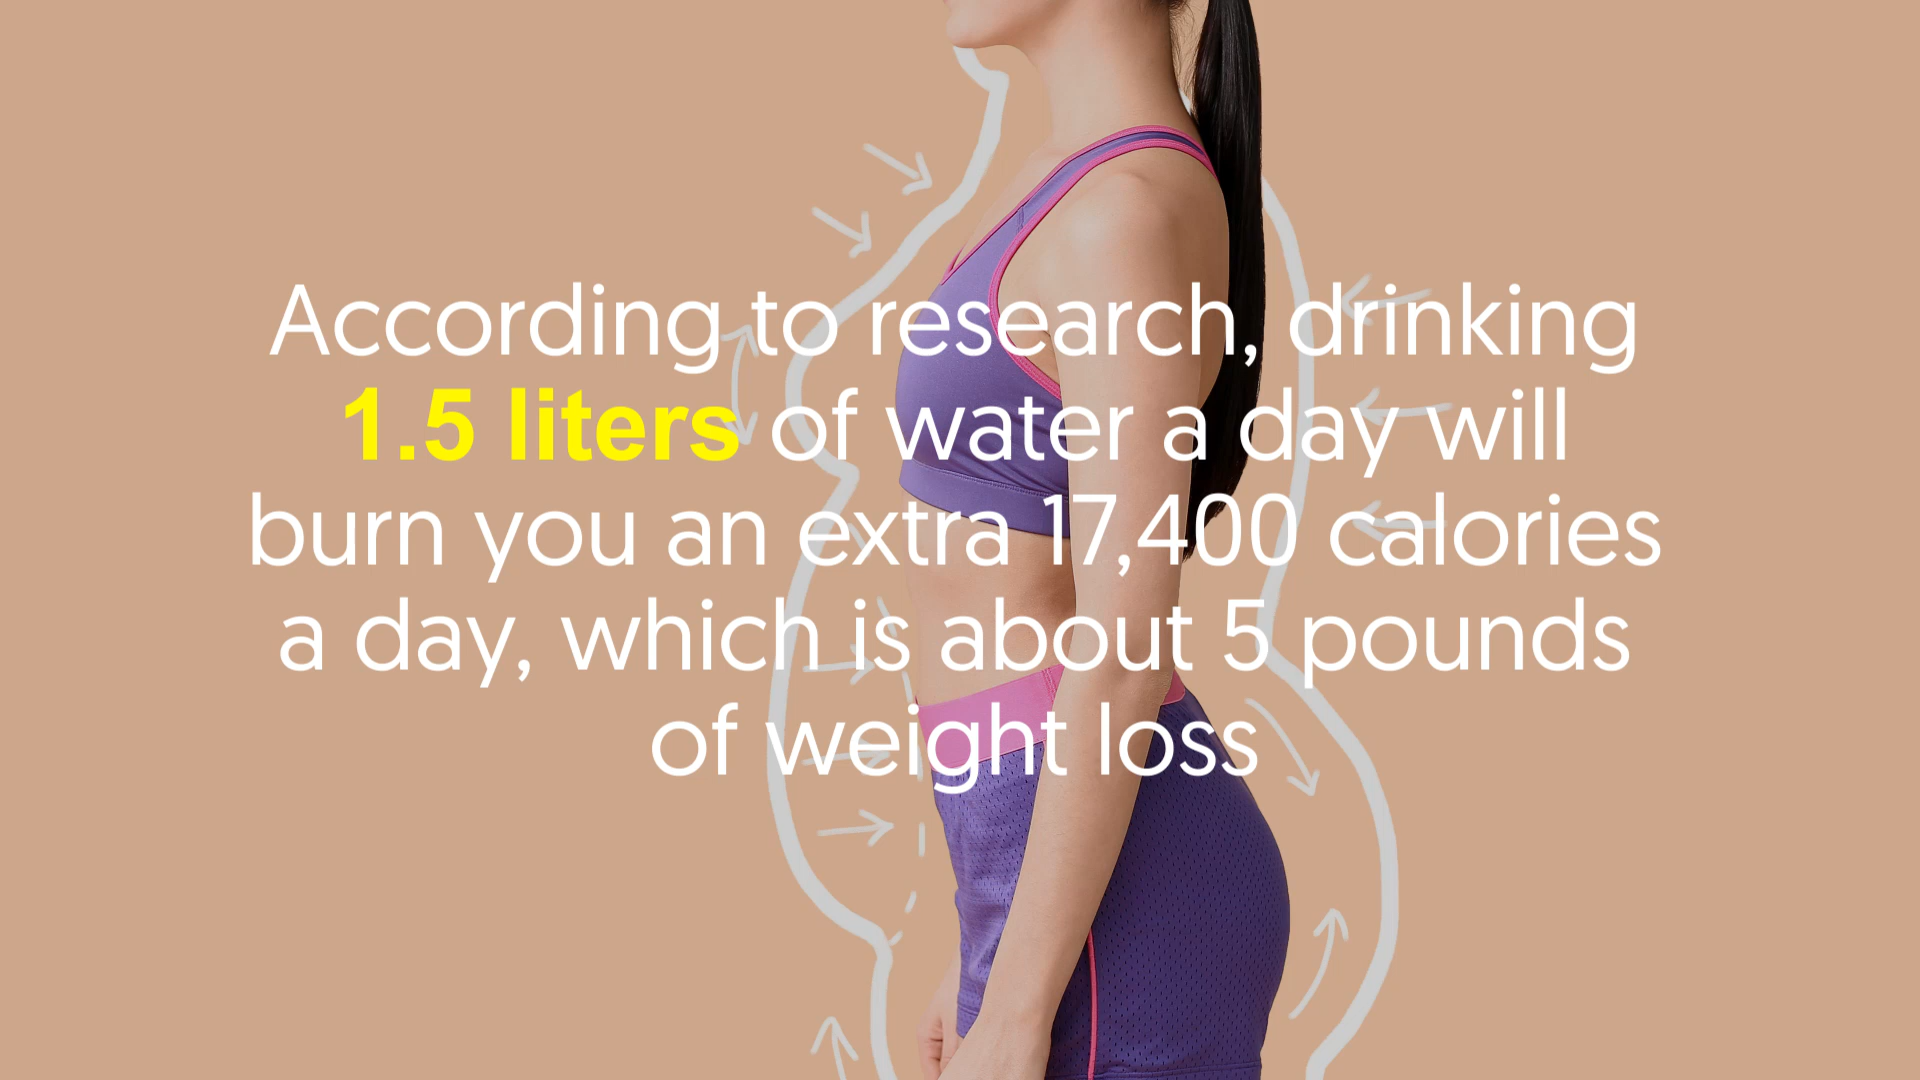 According to research, drinking
1.5 liters of water a day will
burn you an extra 17,400 calories
a day, which is about 5 pounds
of weight loss